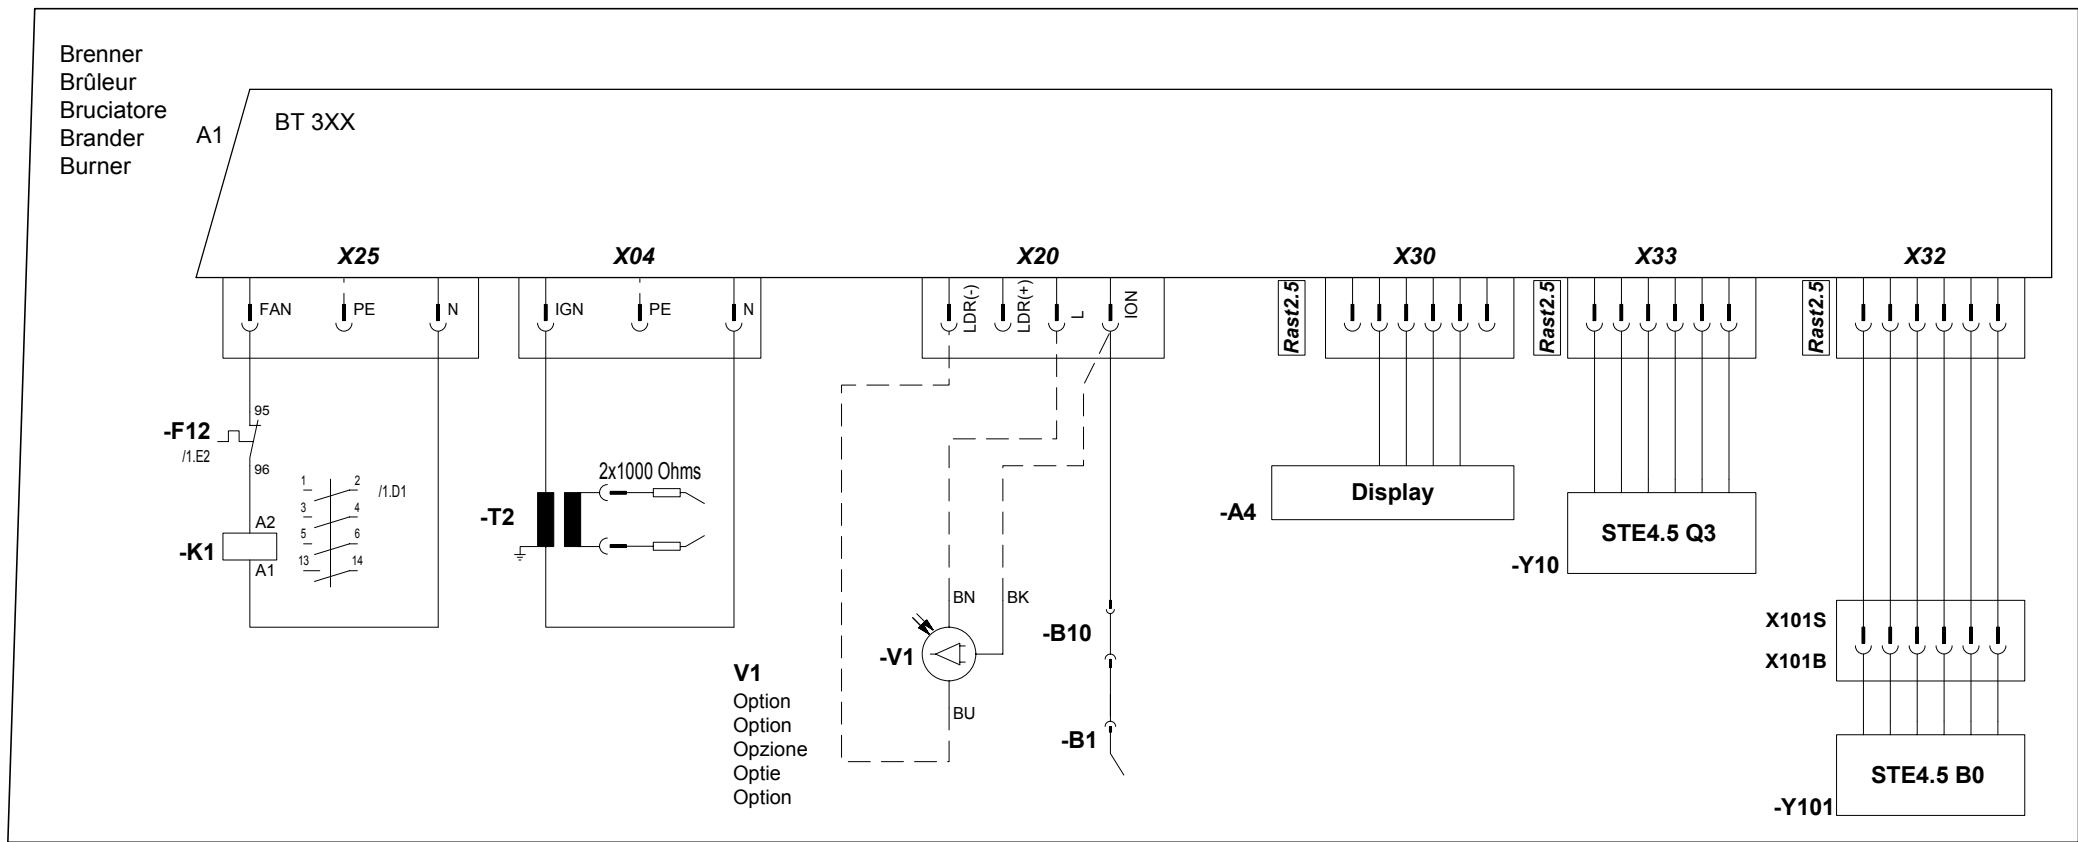 Brenner
Brûleur
Bruciatore
Brander
Burner
A1
BT 3XX
X25
X04
X20
X30
X33
X32
FAN
PE
N
IGN
PE
N
LDR(-)
LDR(+)
L
ION
Rast2.5
Rast2.5
Rast2.5
95
-F12
/1.E2
96
1
2
/1.D1
3
4
5
6
13
14
A2
-K1
A1
2x1000 Ohms
-T2
BN
BK
-V1
BU
V1
Option
Option
Opzione
Optie
Option
-B10
-B1
Display
-A4
STE4.5 Q3
-Y10
X101S
X101B
STE4.5 B0
-Y101